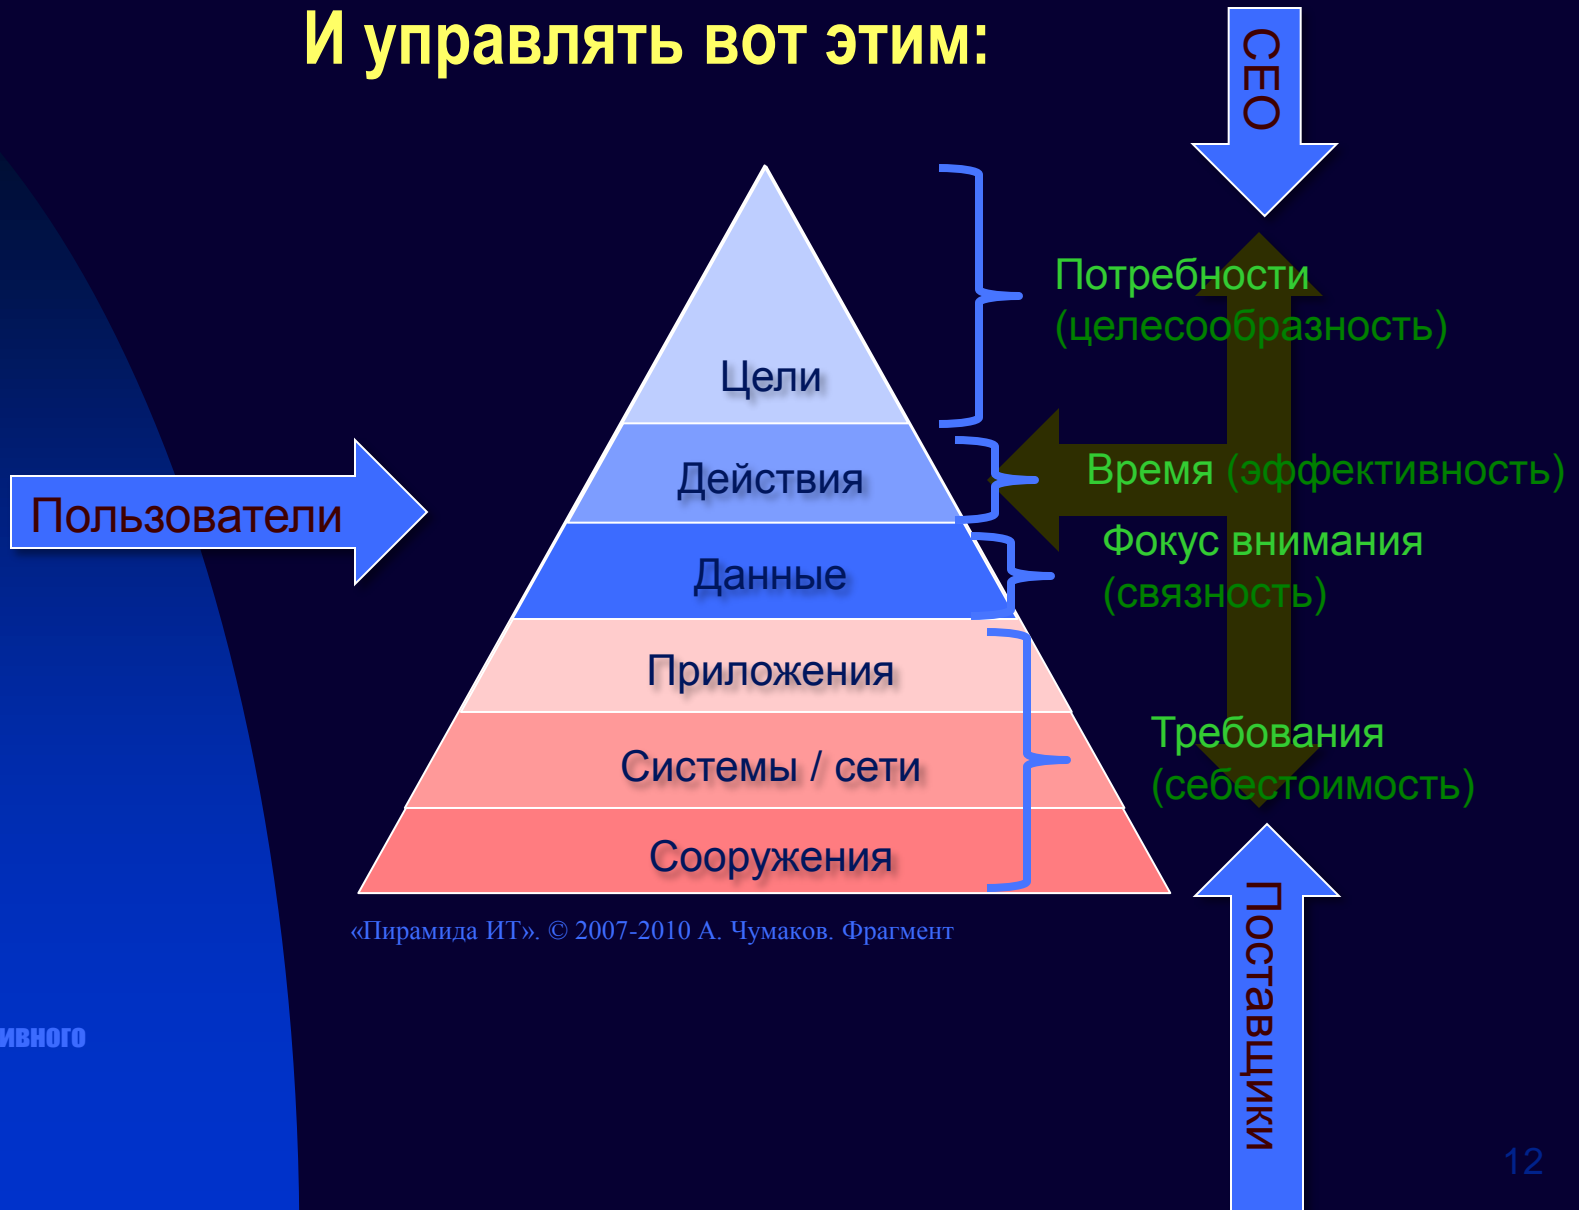 И управлять вот этим:
CEO
Потребности
(целесообразность)
Цели
Действия
Время (эффективность)
Пользователи
Фокус внимания
(связность)
Данные
Приложения
Требования
(себестоимость)
Системы / сети
Сооружения
«Пирамида ИТ». © 2007-2010 А. Чумаков. Фрагмент
Поставщики
ивного
12